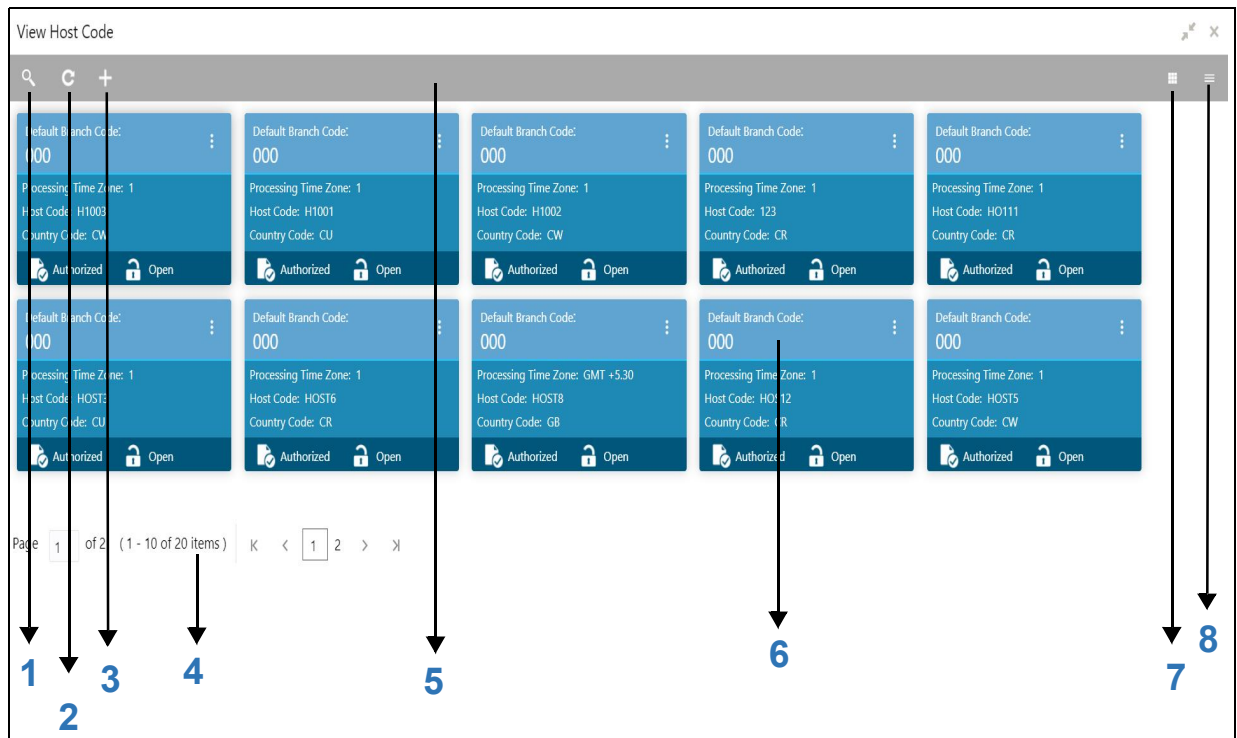 View Host Code
Default Branch Code: Default Branch Code: Default Branch Code: Default Branch Code: Default Branch Code:
000 000 000 000 000
Processing Time Zone: 1 Processing Time Zone: 1 Processing Time Zone: 1 Processing Time Zone: 1 Processing Time Zone: 1
Host Code: H1003 Host Code: H1001 Host Code: H1002 Host Code: 123 Host Code: HO111
Country Code: CW Country Code: CU Country Code: CW Country Code: CR Country Code: CR
Authorized Open Authorized Open Authorized Open Authorized Open Authorized Open
Default Branch Code: Default Branch Code: Default Branch Code: Default Branch Code: Default Branch Code:
000 000 000 000 000
Processing Time Zone: 1 Processing Time Zone: 1 Processing Time Zone: GMT +5.30 Processing Time Zone: 1 Processing Time Zone: 1
Host Code: HOST3 Host Code: HOST6 Host Code: HOST8 Host Code: HOS12 Host Code: HOST5
Country Code: CU Country Code: CR Country Code: GB Country Code: CR Country Code: CW
Authorized Open Authorized Open Authorized Open Authorized Open Authorized Open
Page 1 of 2 ( 1 - 10 of 20 items ) 1 2
1 2 3 4 5 6 7 8